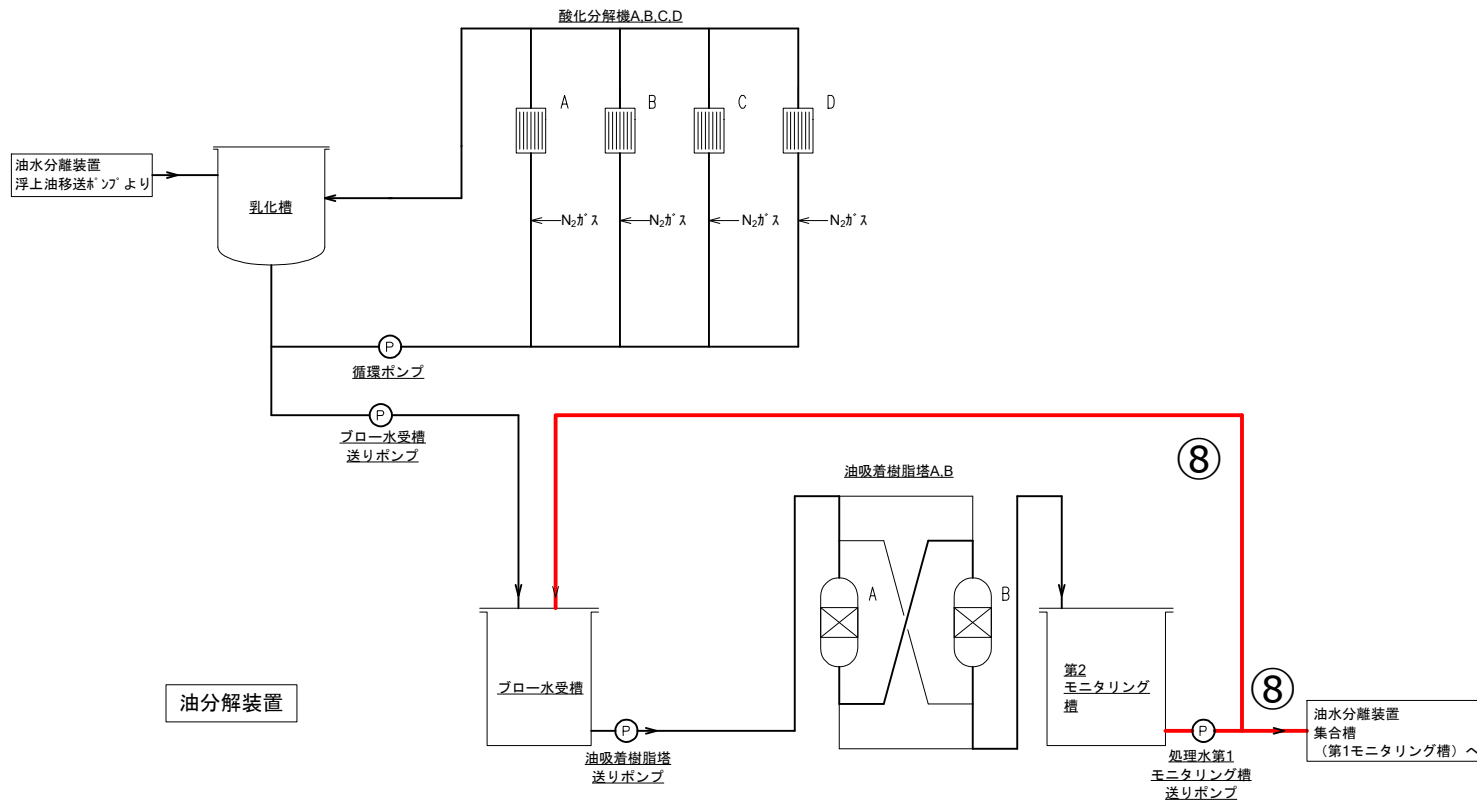 酸化分解機A,B,C,D
A
B
C
D
油水分離装置
浮上油移送ﾎﾟﾝﾌﾟより
乳化槽
N₂ｶﾞｽ
N₂ｶﾞｽ
N₂ｶﾞｽ
N₂ｶﾞｽ
P
循環ポンプ
P
ブロー水受槽
送りポンプ
⑧
油吸着樹脂塔A,B
A
B
ブロー水受槽
第2
モニタリング
槽
⑧
油分解装置
P
油吸着樹脂塔
送りポンプ
P
処理水第1
モニタリング槽
送りポンプ
油水分離装置
集合槽
（第1モニタリング槽）へ